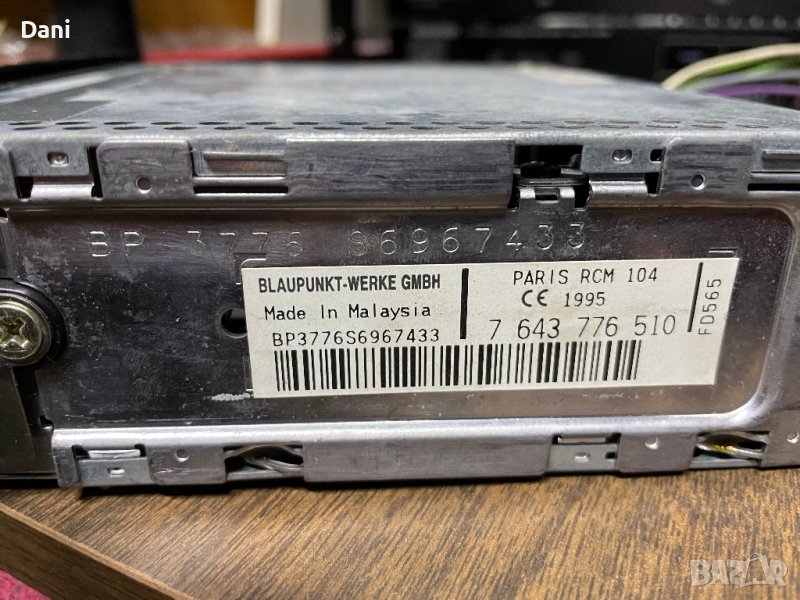 Dani
BP 3776 S6967433
BLAUPUNKT-WERKE GMBH
Made In Malaysia
BP3776S6967433
PARIS RCM 104
CE 1995
7 643 776 510
FD565
BAZAR